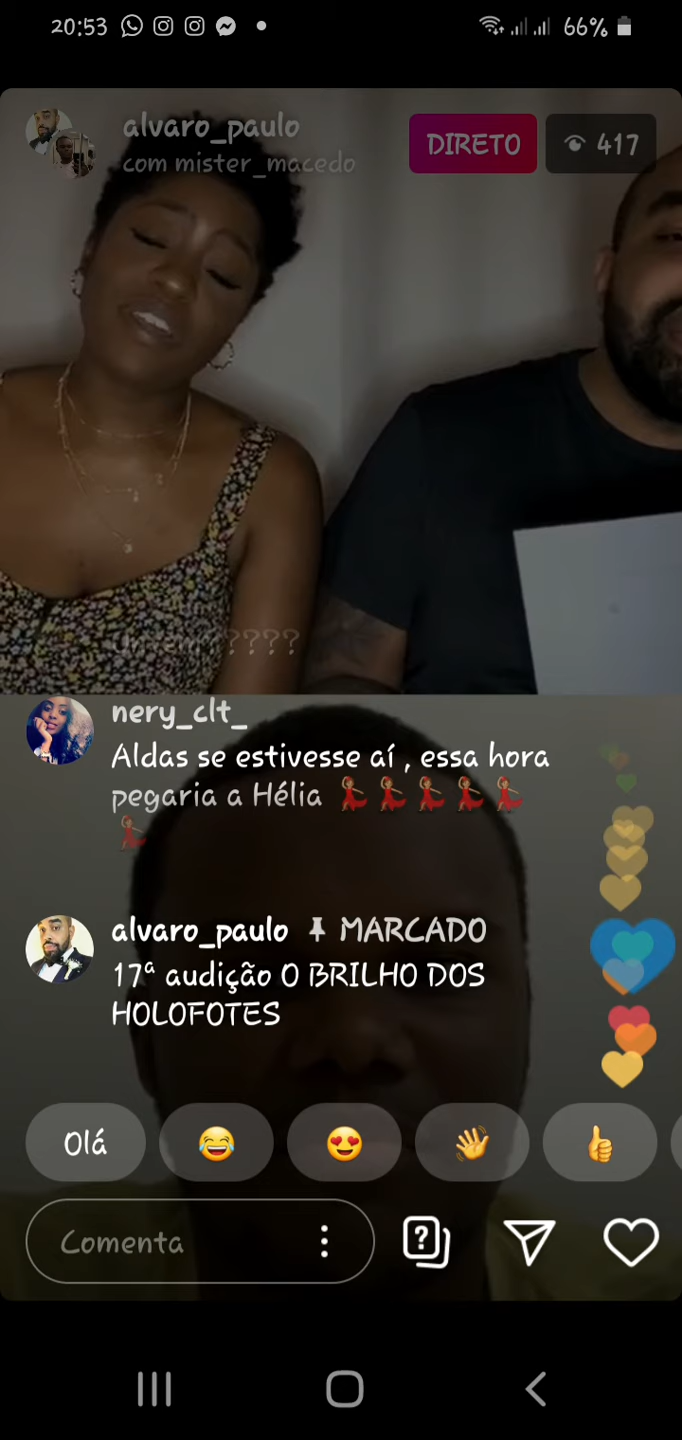 20:53
66%
alvaro_paulo
com mister_macedo
DIRETO
417
nery_clt_
Aldas se estivesse aí , essa hora
pegaria a Hélia 💃💃💃💃💃
💃
alvaro_paulo 📌 MARCADO
17ª audição O BRILHO DOS
HOLOFOTES
Olá
Comenta